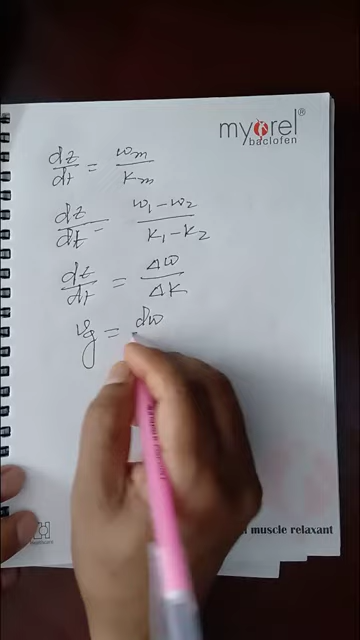 myorel®
baclofen
dz/dt = ωm/Km
dz/dt = ω1-ω2/K1-K2
dz/dt = Δω/ΔK
vg = dω
muscle relaxant